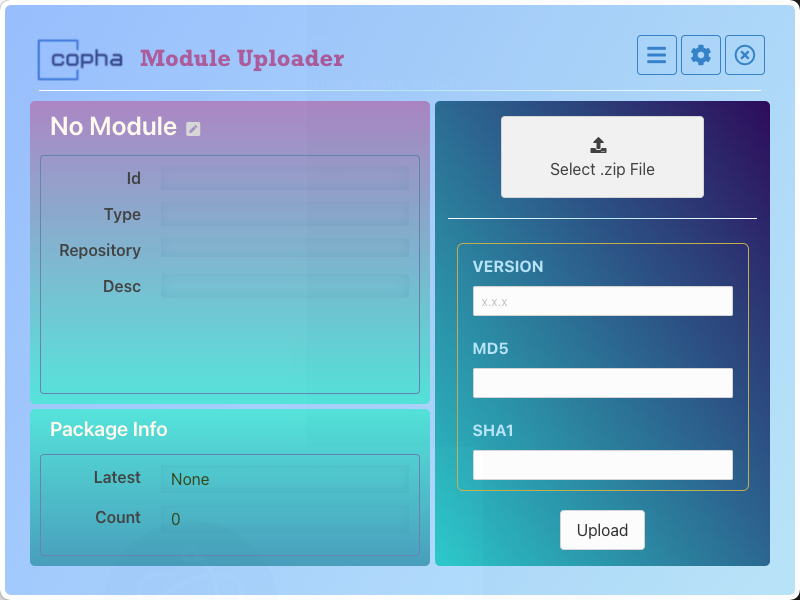 copha
Module Uploader
No Module
Id
Type
Repository
Desc
Package Info
Latest None
Count 0
Select .zip File
VERSION
x.x.x
MD5
SHA1
Upload